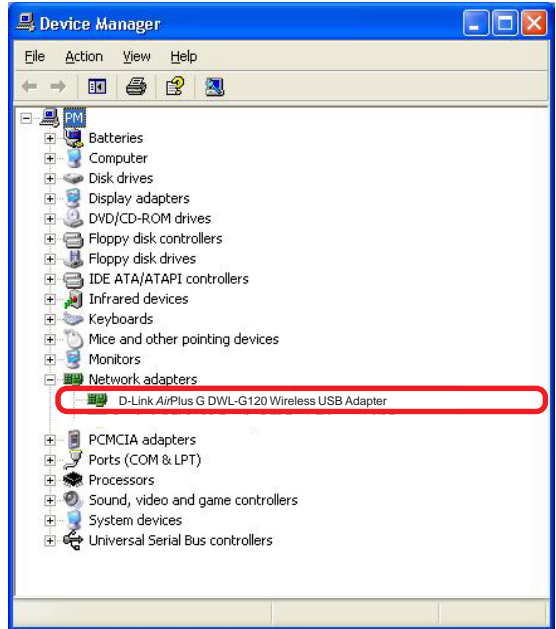 Device Manager
File Action View Help
PM
Batteries
Computer
Disk drives
Display adapters
DVD/CD-ROM drives
Floppy disk controllers
Floppy disk drives
IDE ATA/ATAPI controllers
Infrared devices
Keyboards
Mice and other pointing devices
Monitors
Network adapters
D-Link AirPlus G DWL-G120 Wireless USB Adapter
PCMCIA adapters
Ports (COM & LPT)
Processors
Sound, video and game controllers
System devices
Universal Serial Bus controllers